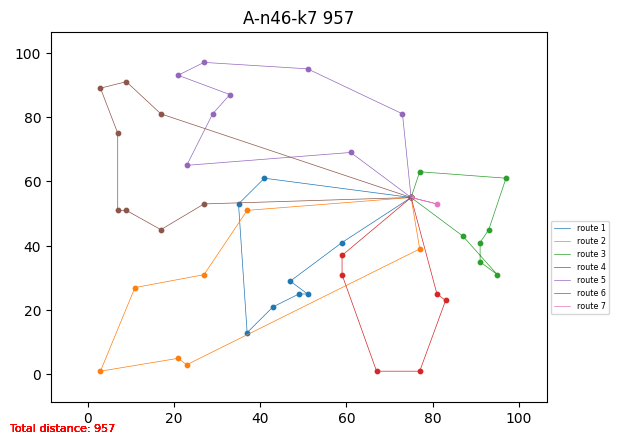 A-n46-k7 957
100
80
60
40
20
0
0 20 40 60 80 100
route 1
route 2
route 3
route 4
route 5
route 6
route 7
Total distance: 957